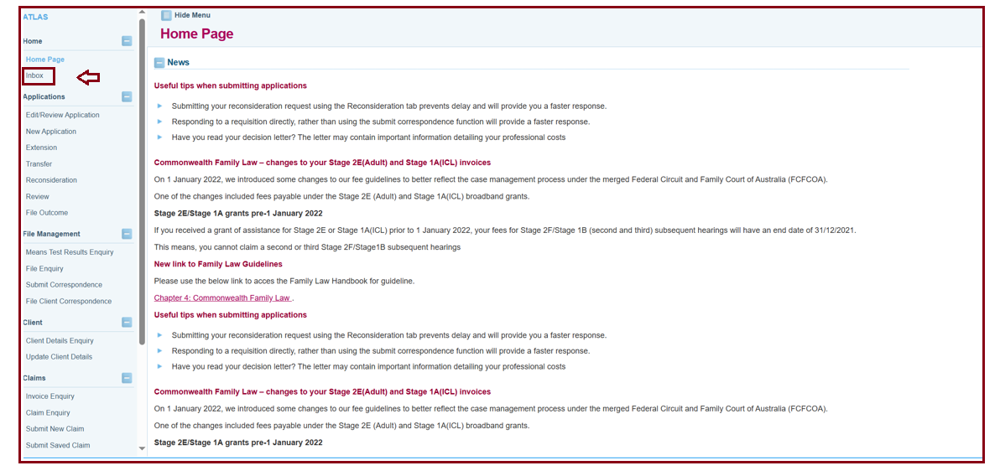 ATLAS
Home
Home Page
Inbox
Applications
Edit/Review Application
New Application
Extension
Transfer
Reconsideration
Review
File Outcome
File Management
Means Test Results Enquiry
File Enquiry
Submit Correspondence
File Client Correspondence
Client
Client Details Enquiry
Update Client Details
Claims
Invoice Enquiry
Claim Enquiry
Submit New Claim
Submit Saved Claim
Hide Menu
Home Page
News
Useful tips when submitting applications
Submitting your reconsideration request using the Reconsideration tab prevents delay and will provide you a faster response.
Responding to a requisition directly, rather than using the submit correspondence function will provide a faster response.
Have you read your decision letter? The letter may contain important information detailing your professional costs
Commonwealth Family Law – changes to your Stage 2E(Adult) and Stage 1A(ICL) invoices
On 1 January 2022, we introduced some changes to our fee guidelines to better reflect the case management process under the merged Federal Circuit and Family Court of Australia (FCFCOA).
One of the changes included fees payable under the Stage 2E (Adult) and Stage 1A(ICL) broadband grants.
Stage 2E/Stage 1A grants pre-1 January 2022
If you received a grant of assistance for Stage 2E or Stage 1A(ICL) prior to 1 January 2022, your fees for Stage 2F/Stage 1B (second and third) subsequent hearings will have an end date of 31/12/2021.
This means, you cannot claim a second or third Stage 2F/Stage1B subsequent hearings
New link to Family Law Guidelines
Please use the below link to acces the Family Law Handbook for guideline.
Chapter 4: Commonwealth Family Law .
Useful tips when submitting applications
Submitting your reconsideration request using the Reconsideration tab prevents delay and will provide you a faster response.
Responding to a requisition directly, rather than using the submit correspondence function will provide a faster response.
Have you read your decision letter? The letter may contain important information detailing your professional costs
Commonwealth Family Law – changes to your Stage 2E(Adult) and Stage 1A(ICL) invoices
On 1 January 2022, we introduced some changes to our fee guidelines to better reflect the case management process under the merged Federal Circuit and Family Court of Australia (FCFCOA).
One of the changes included fees payable under the Stage 2E (Adult) and Stage 1A(ICL) broadband grants.
Stage 2E/Stage 1A grants pre-1 January 2022